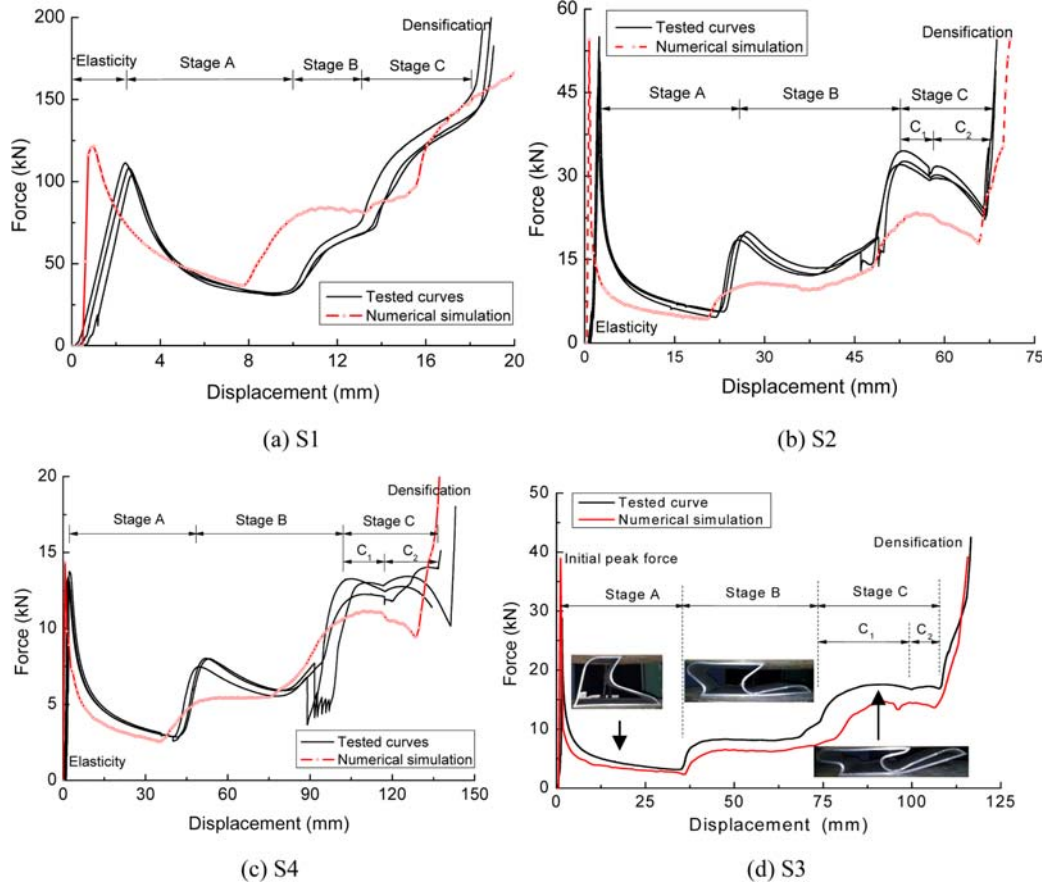 200
150
100
50
0
Force (kN)
Densification
Elasticity
Stage A
Stage B
Stage C
Tested curves
Numerical simulation
0 4 8 12 16 20
Displacement (mm)
(a) S1
60
45
30
15
0
Force (kN)
Tested curves
Numerical simulation
Densification
Stage A
Stage B
Stage C
C1
C2
Elasticity
0 15 30 45 60 75
Displacement (mm)
(b) S2
20
15
10
5
0
Force (kN)
Densification
Stage A
Stage B
Stage C
C1
C2
Elasticity
Tested curves
Numerical simulation
0 30 60 90 120 150
Displacement (mm)
(c) S4
50
40
30
20
10
0
Force (kN)
Tested curve
Numerical simulation
Initial peak force
Densification
Stage A
Stage B
Stage C
C1
C2
0 25 50 75 100 125
Displacement (mm)
(d) S3